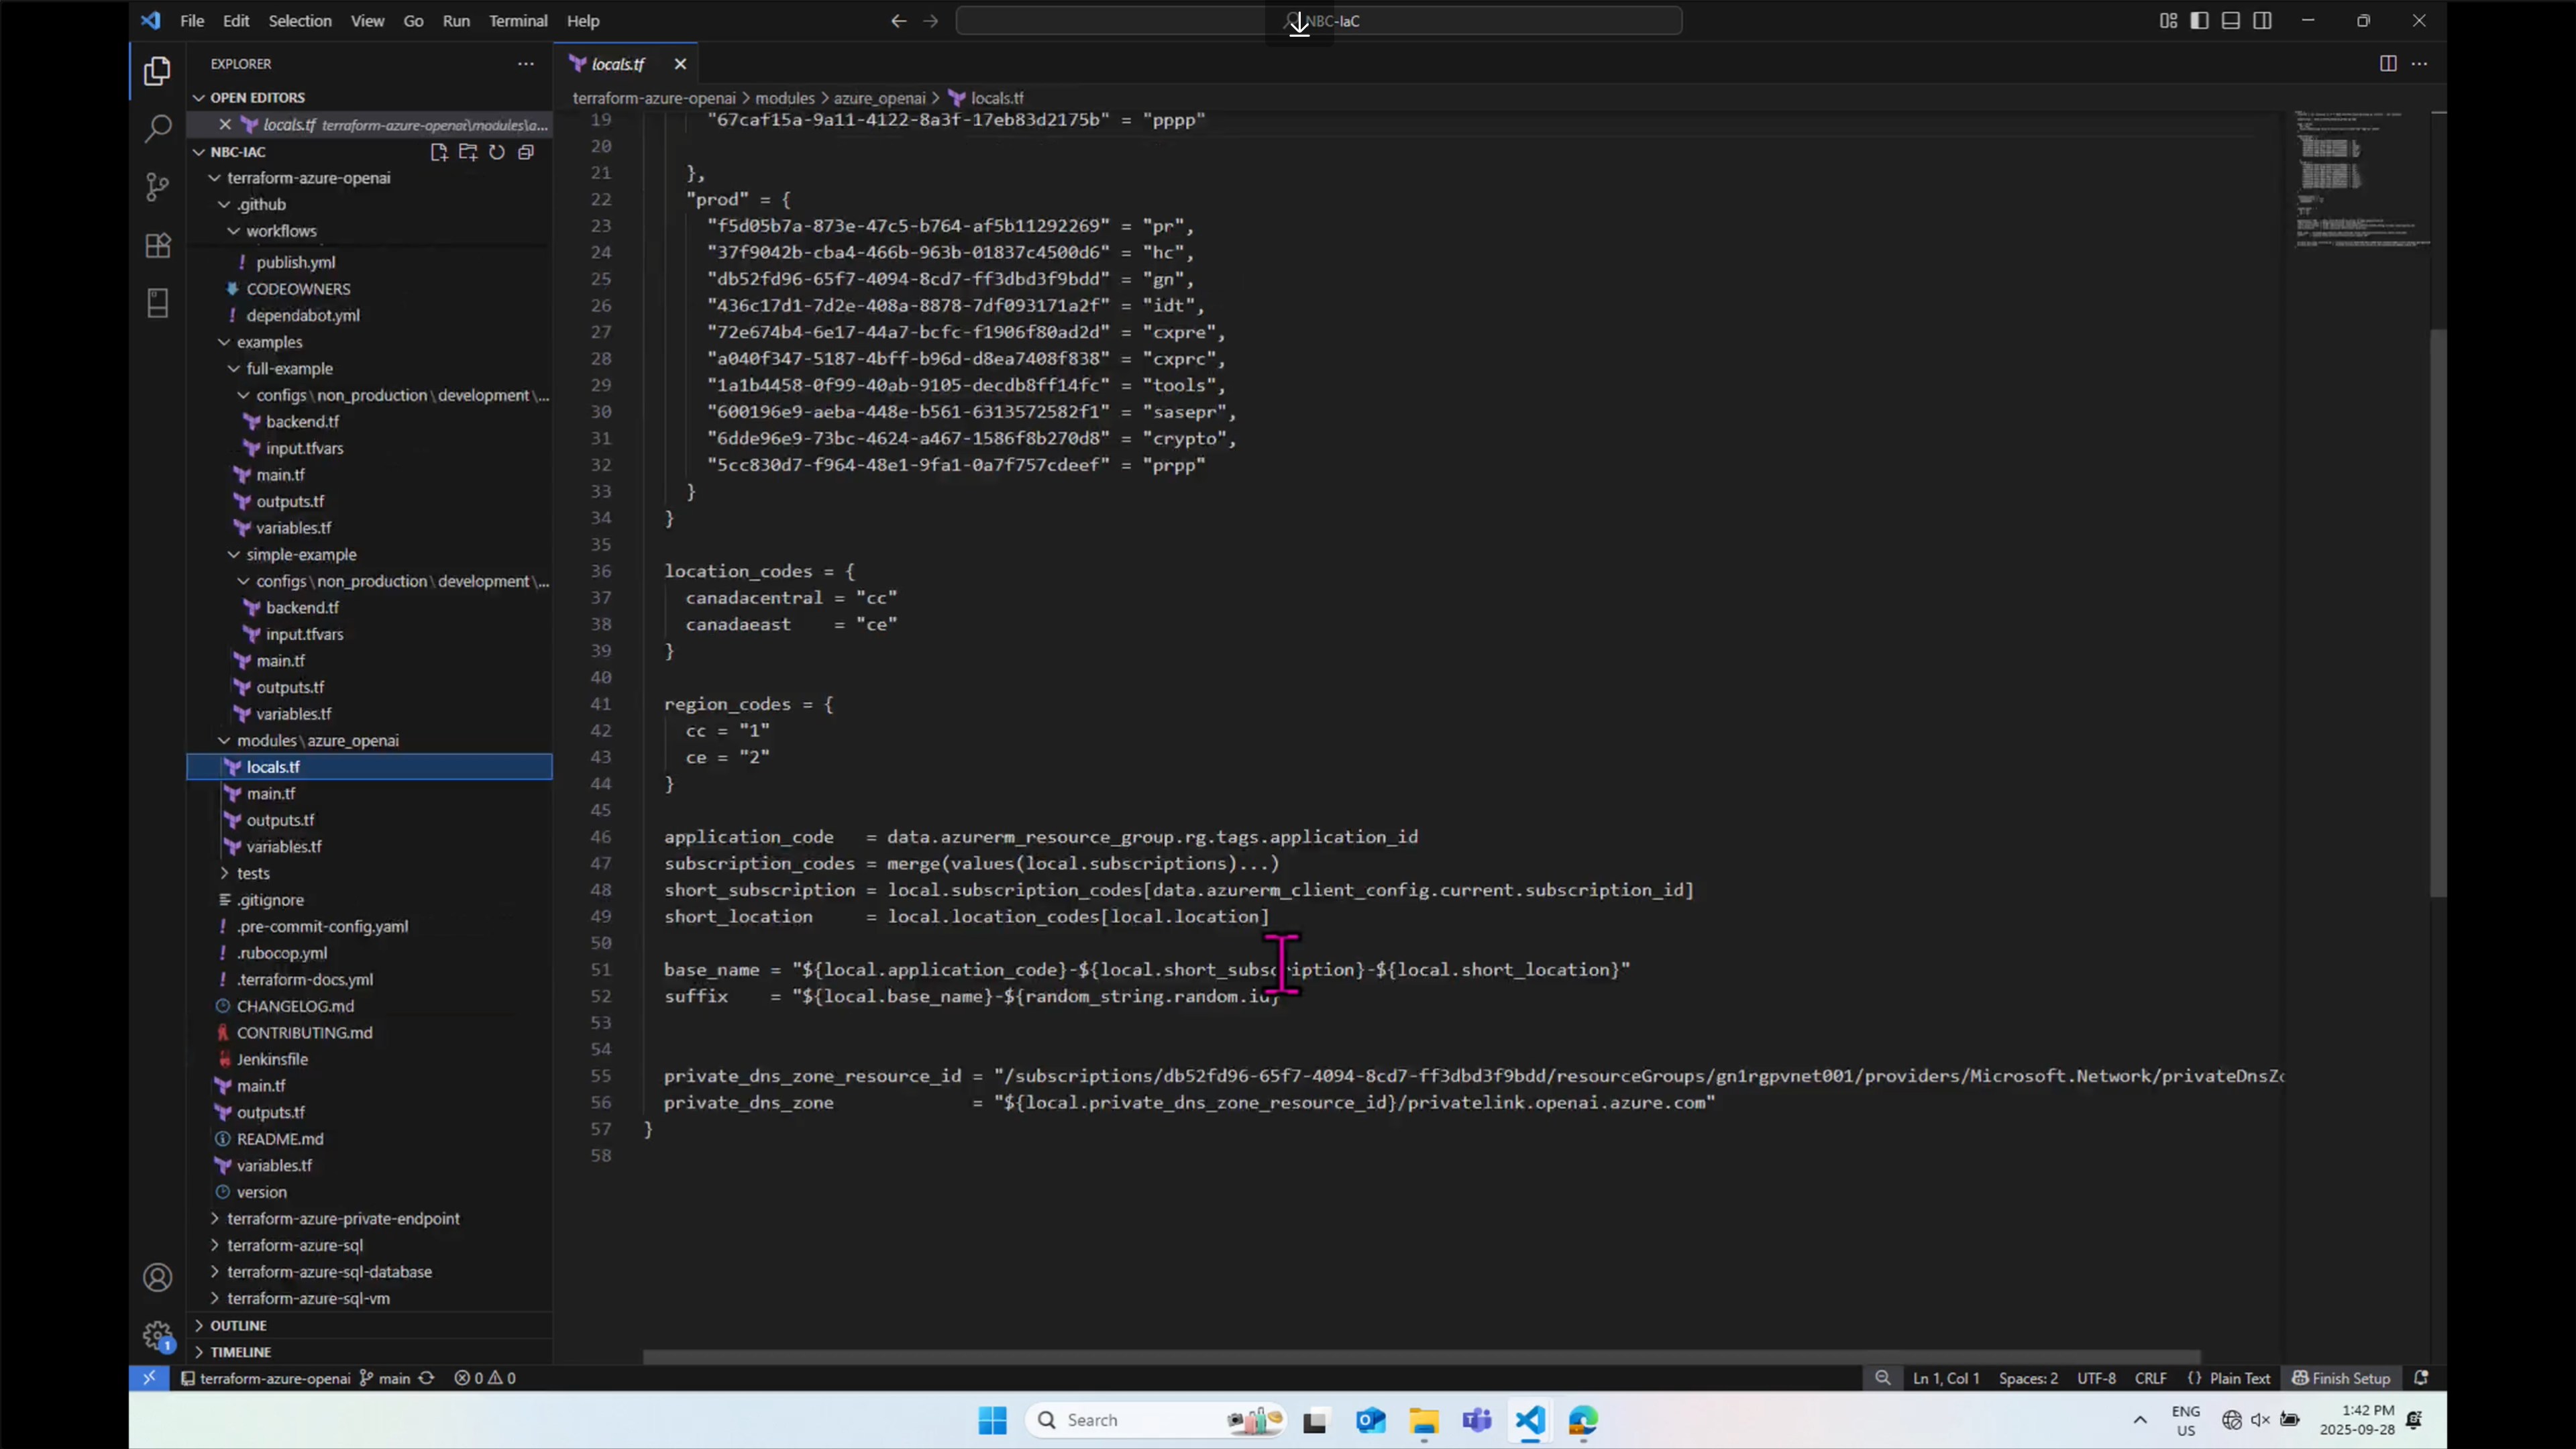 File Edit Selection View Go Run Terminal Help
NBC-IaC
EXPLORER
OPEN EDITORS
locals.tf terraform-azure-openai\modules\a...
NBC-IAC
terraform-azure-openai
.github
workflows
publish.yml
CODEOWNERS
dependabot.yml
examples
full-example
configs\non_production\development\...
backend.tf
input.tfvars
main.tf
outputs.tf
variables.tf
simple-example
configs\non_production\development\...
backend.tf
input.tfvars
main.tf
outputs.tf
variables.tf
modules\azure_openai
locals.tf
main.tf
outputs.tf
variables.tf
tests
.gitignore
.pre-commit-config.yaml
.rubocop.yml
.terraform-docs.yml
CHANGELOG.md
CONTRIBUTING.md
Jenkinsfile
main.tf
outputs.tf
README.md
variables.tf
version
terraform-azure-private-endpoint
terraform-azure-sql
terraform-azure-sql-database
terraform-azure-sql-vm
OUTLINE
TIMELINE
locals.tf
terraform-azure-openai > modules > azure_openai > locals.tf
19 "67caf15a-9a11-4122-8a3f-17eb83d2175b" = "pppp"
20
21 },
22 "prod" = {
23 "f5d05b7a-873e-47c5-b764-af5b11292269" = "pr",
24 "37f9042b-cba4-466b-963b-01837c4500d6" = "hc",
25 "db52fd96-65f7-4094-8cd7-ff3dbd3f9bdd" = "gn",
26 "436c17d1-7d2e-408a-8878-7df093171a2f" = "idt",
27 "72e674b4-6e17-44a7-bcfc-f1906f80ad2d" = "cxpre",
28 "a040f347-5187-4bff-b96d-d8ea7408f838" = "cxprc",
29 "1a1b4458-0f99-40ab-9105-decdb8ff14fc" = "tools",
30 "600196e9-aeba-448e-b561-6313572582f1" = "sasepr",
31 "6dde96e9-73bc-4624-a467-1586f8b270d8" = "crypto",
32 "5cc830d7-f964-48e1-9fa1-0a7f757cdeef" = "prpp"
33 }
34 }
35
36 location_codes = {
37 canadacentral = "cc"
38 canadaeast = "ce"
39 }
40
41 region_codes = {
42 cc = "1"
43 ce = "2"
44 }
45
46 application_code = data.azurerm_resource_group.rg.tags.application_id
47 subscription_codes = merge(values(local.subscriptions)...)
48 short_subscription = local.subscription_codes[data.azurerm_client_config.current.subscription_id]
49 short_location = local.location_codes[local.location]
50
51 base_name = "${local.application_code}-${local.short_subscription}-${local.short_location}"
52 suffix = "${local.base_name}-${random_string.random.id}
53
54
55 private_dns_zone_resource_id = "/subscriptions/db52fd96-65f7-4094-8cd7-ff3dbd3f9bdd/resourceGroups/gn1rgpvnet001/providers/Microsoft.Network/privateDnsZo
56 private_dns_zone = "${local.private_dns_zone_resource_id}/privatelink.openai.azure.com"
57 }
58
1
terraform-azure-openai main 0 0 Ln 1, Col 1 Spaces: 2 UTF-8 CRLF {} Plain Text Finish Setup
Search
ENG
US
1:42 PM
2025-09-28